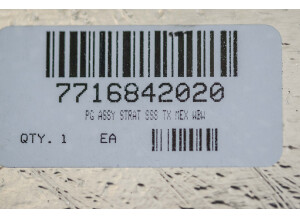 7716842020
PG ASSY STRAT SSS TX MEX WBW
QTY. 1 EA